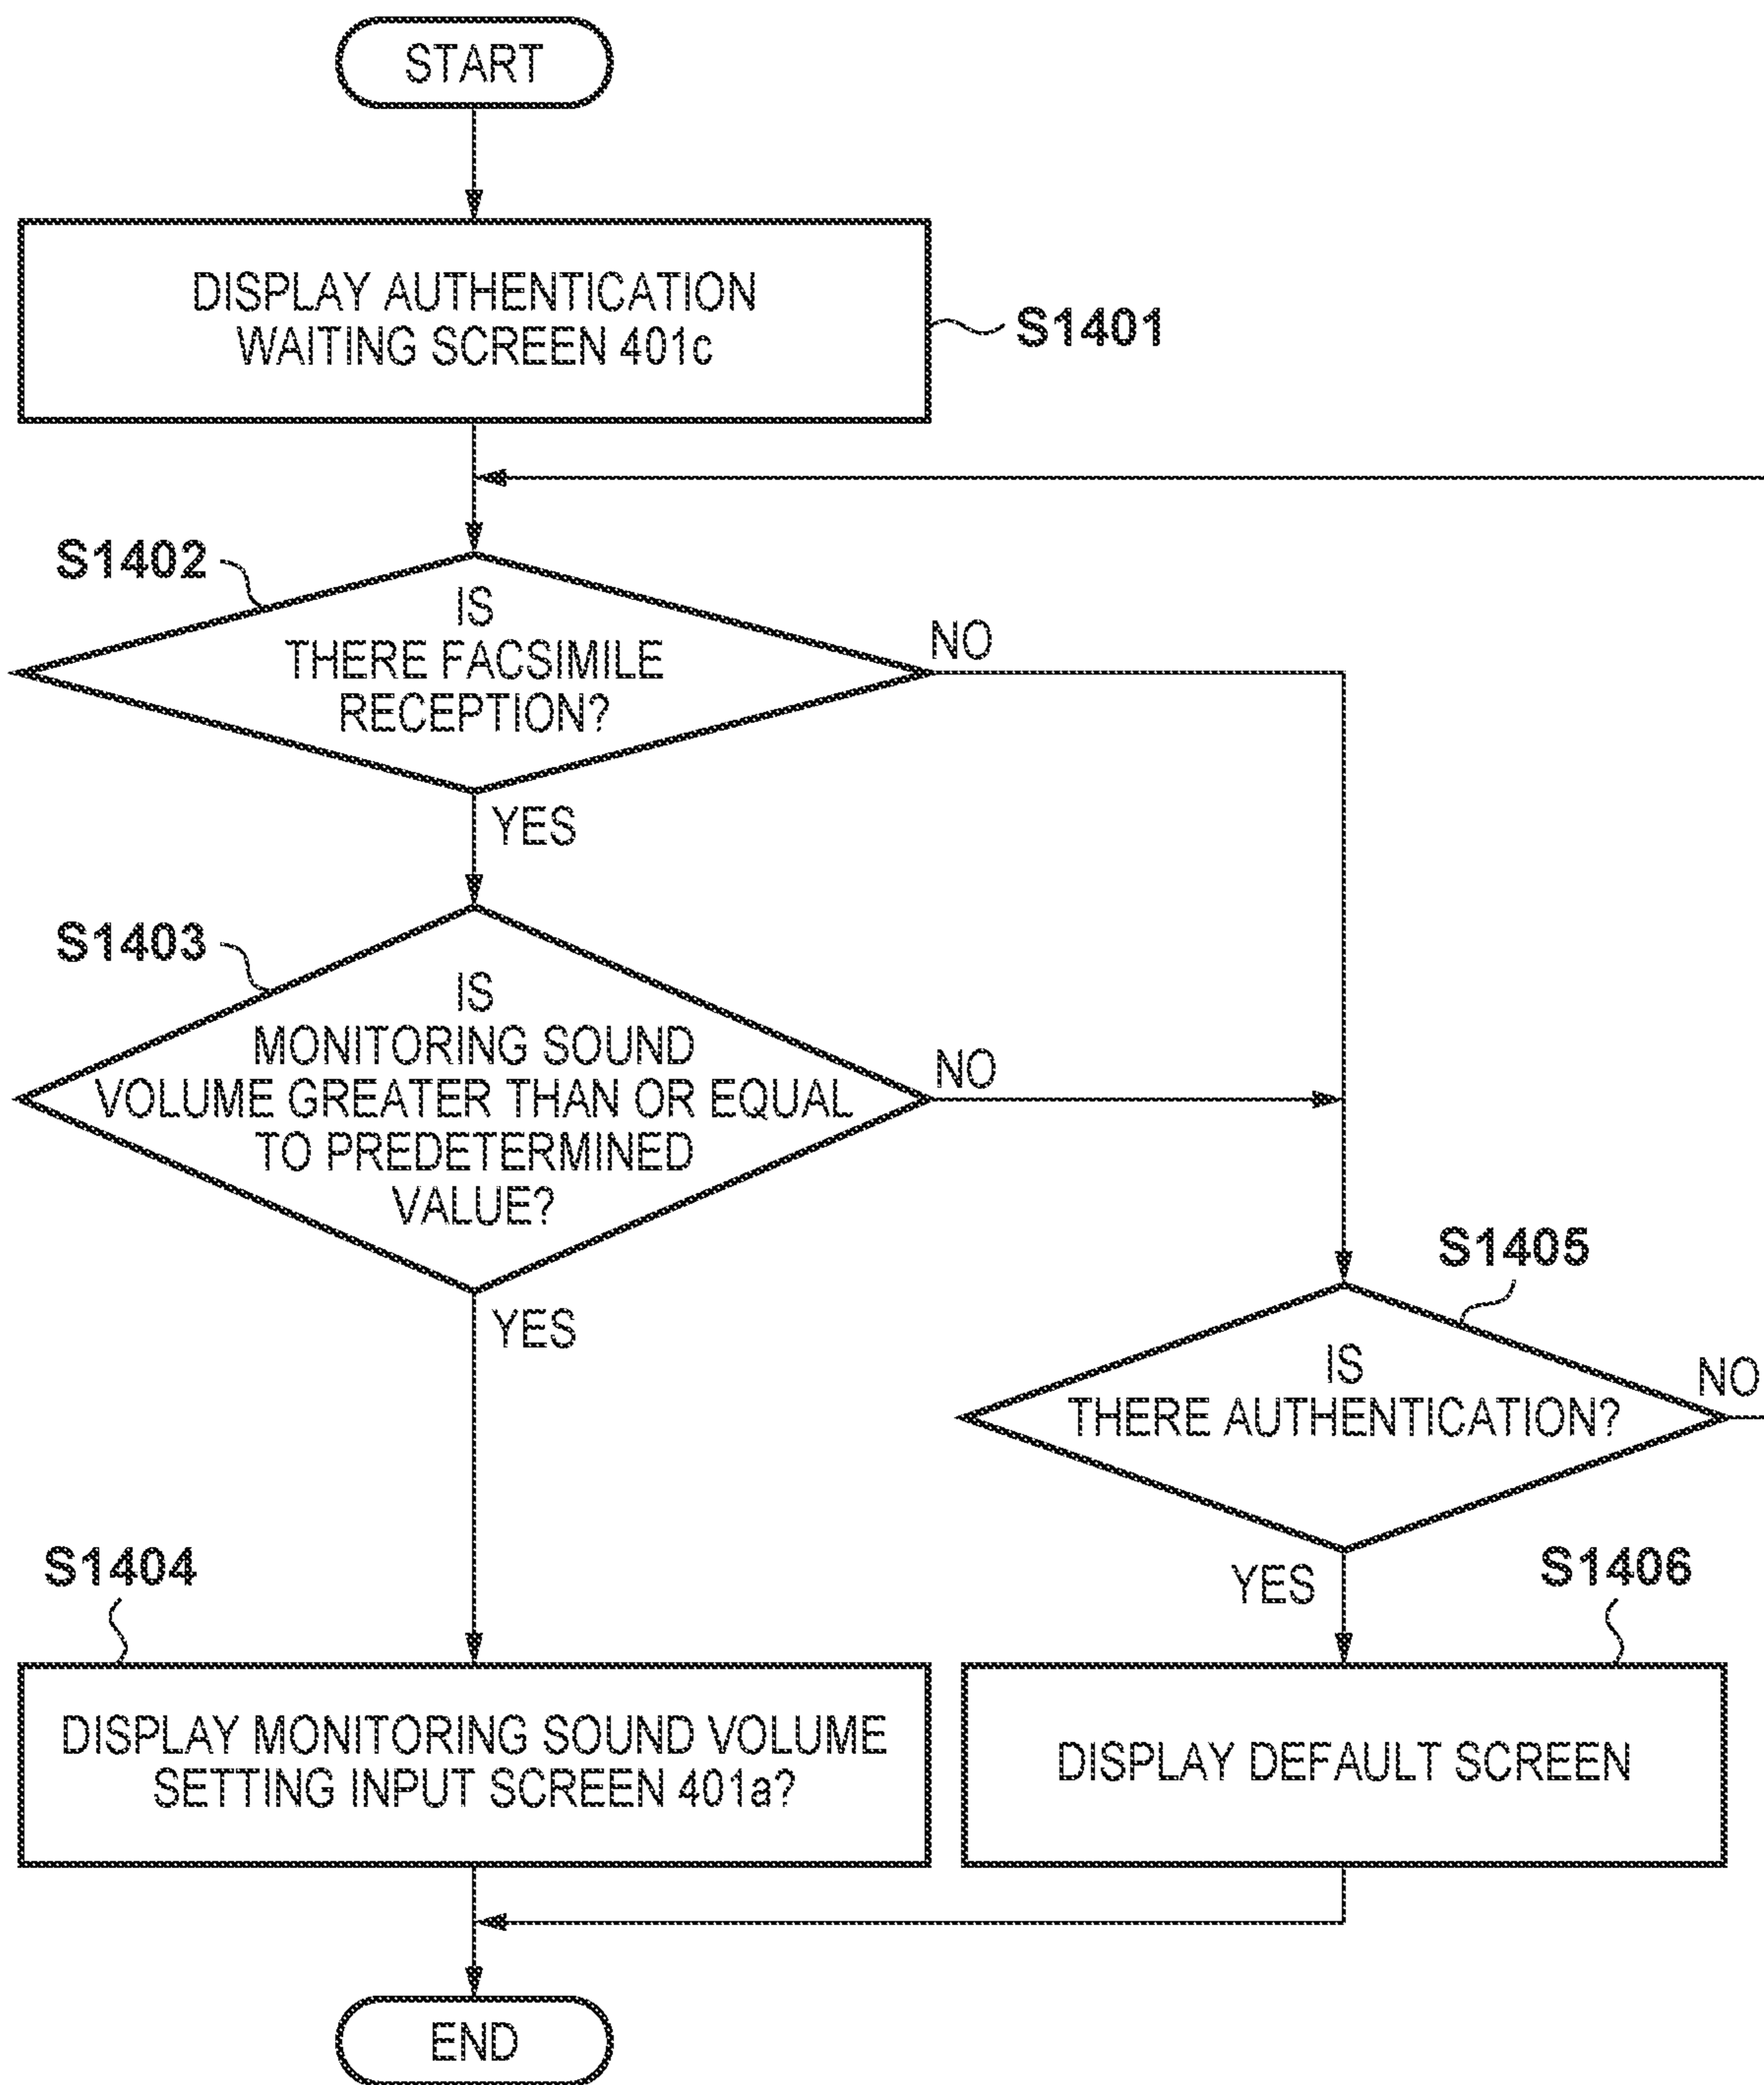 START
DISPLAY AUTHENTICATION
WAITING SCREEN 401c
S1401
S1402
IS
THERE FACSIMILE
RECEPTION?
NO
YES
S1403
IS
MONITORING SOUND
VOLUME GREATER THAN OR EQUAL
TO PREDETERMINED
VALUE?
NO
YES
S1405
IS
THERE AUTHENTICATION?
NO
YES
S1404
DISPLAY MONITORING SOUND VOLUME
SETTING INPUT SCREEN 401a?
S1406
DISPLAY DEFAULT SCREEN
END